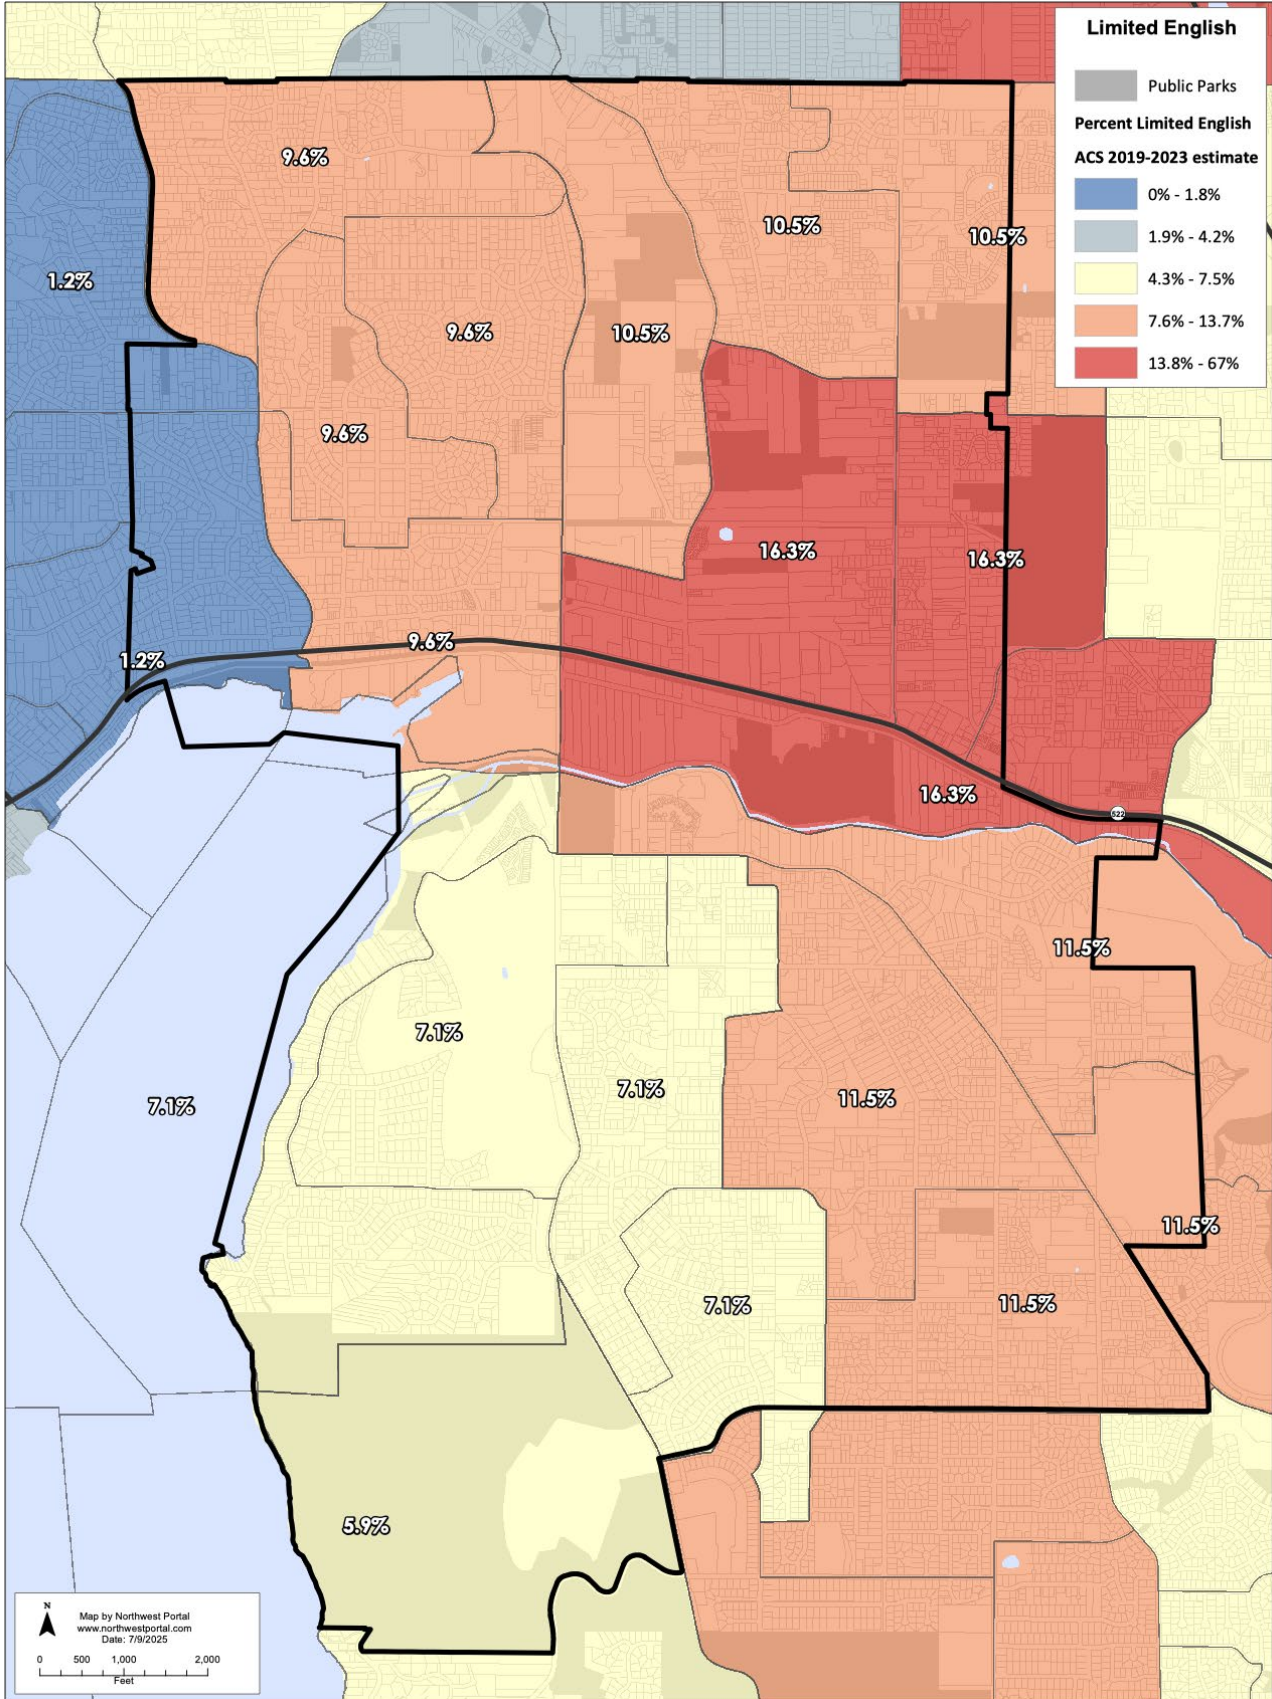 Limited English
Public Parks
Percent Limited English
ACS 2019-2023 estimate
0% - 1.8%
1.9% - 4.2%
4.3% - 7.5%
7.6% - 13.7%
13.8% - 67%
9.6%
10.5%
10.5%
1.2%
9.6%
10.5%
9.6%
16.3%
16.3%
9.6%
1.2%
16.3%
522
11.5%
7.1%
7.1%
11.5%
7.1%
11.5%
7.1%
11.5%
5.9%
N
Map by Northwest Portal
www.northwestportal.com
Date: 7/9/2025
0 500 1,000 2,000
Feet